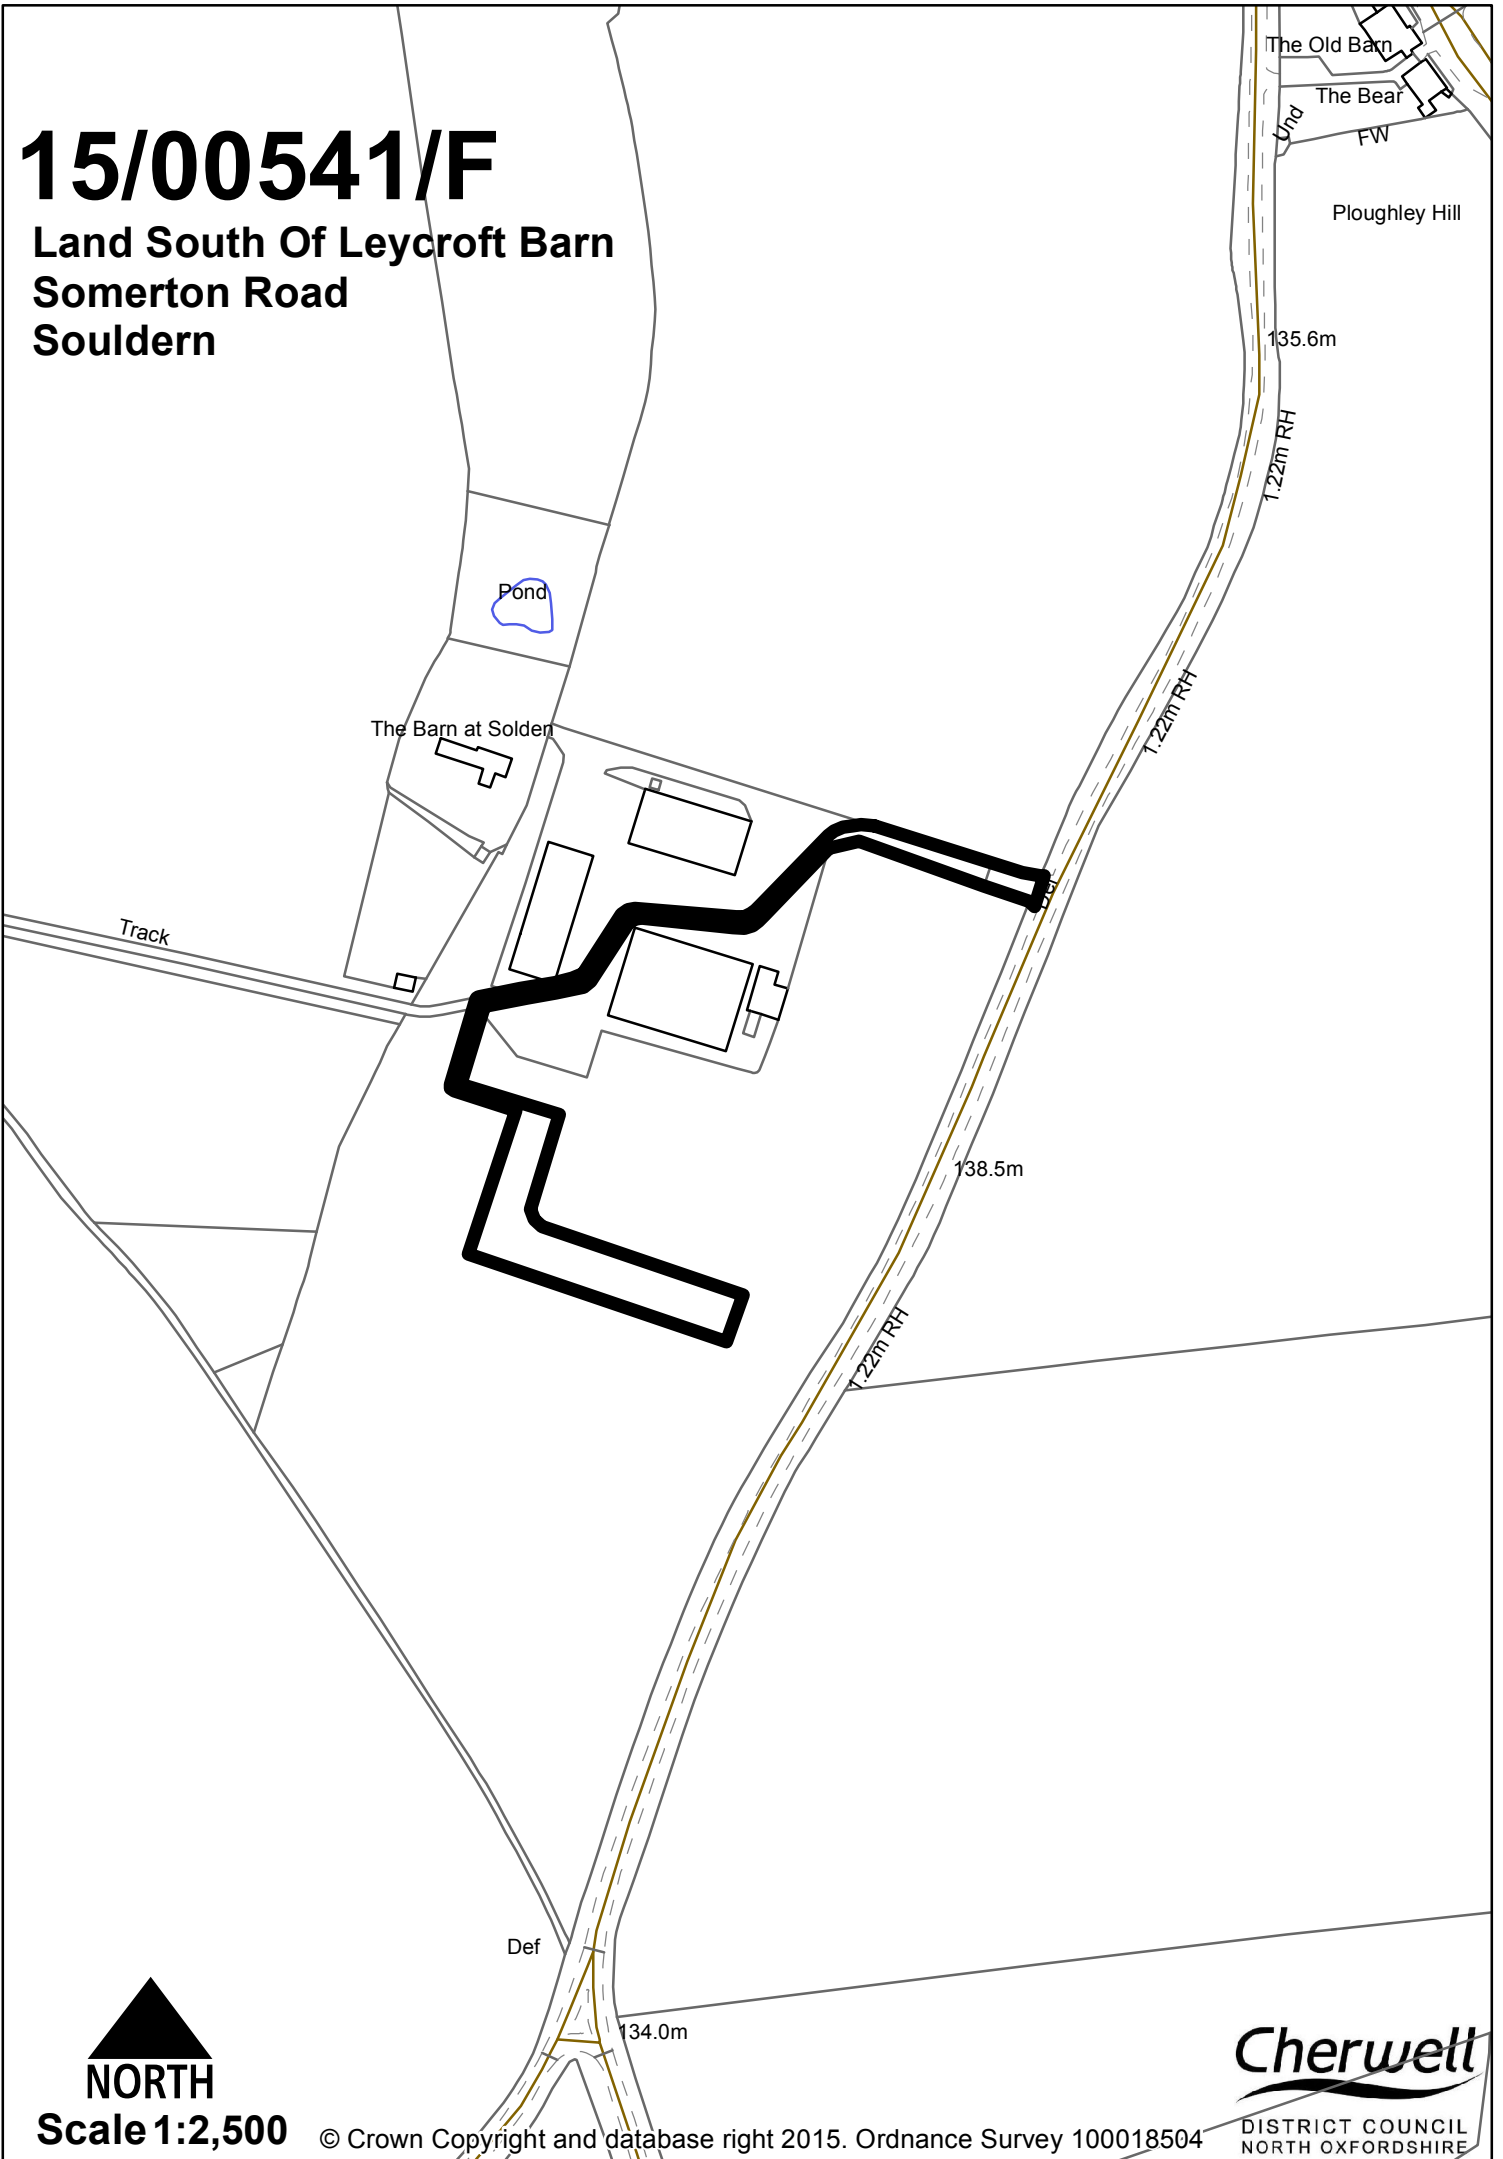 The Old Barn
The Bear
Und
FW
15/00541/F
Land South Of Leycroft Barn
Somerton Road
Souldern
Ploughley Hill
135.6m
1.22m RH
Pond
1.22m RH
The Barn at Solden
Def
Track
138.5m
1.22m RH
Def
134.0m
NORTH
Scale 1:2,500
© Crown Copyright and database right 2015. Ordnance Survey 100018504
Cherwell
DISTRICT COUNCIL
NORTH OXFORDSHIRE